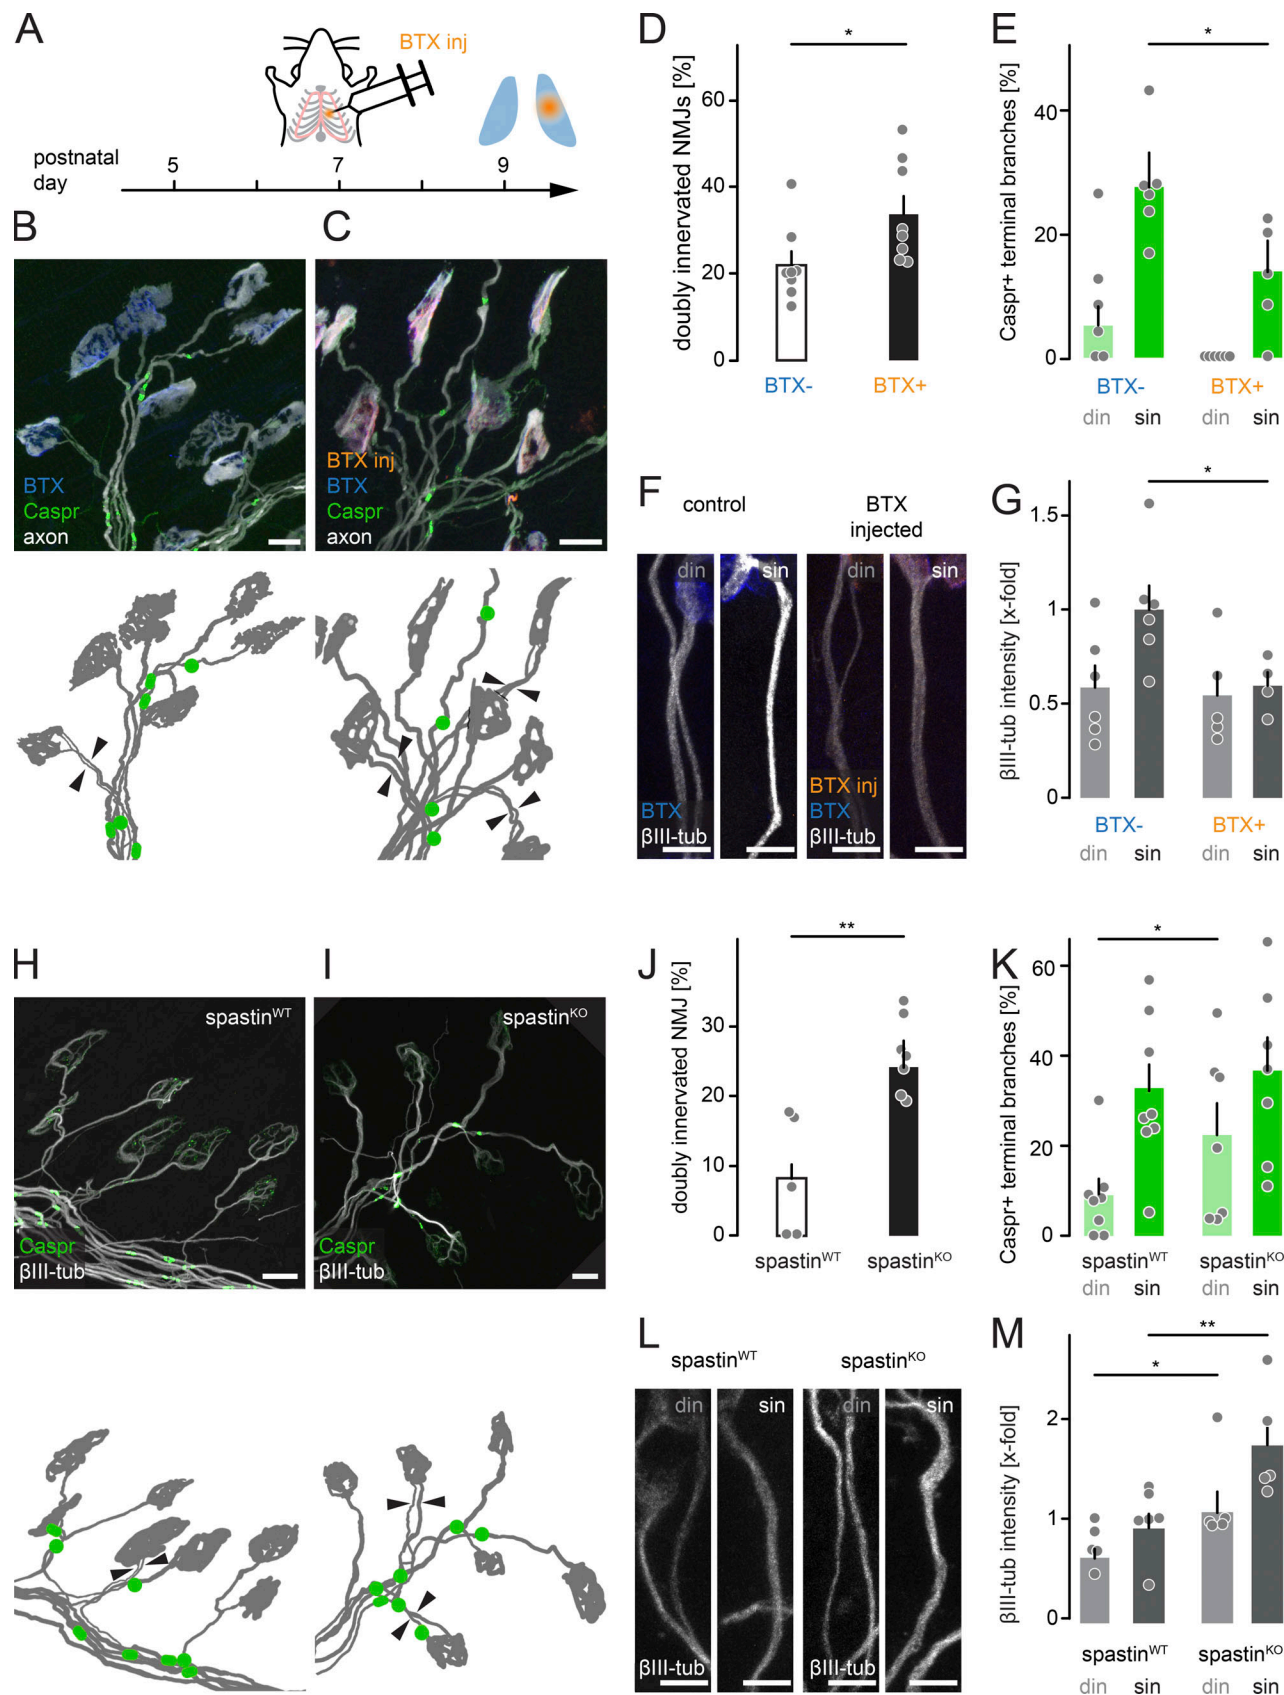 A
BTX inj
postnatal
day
5
7
9
B
C
BTX
Caspr
axon
BTX inj
BTX
Caspr
axon
D
doubly innervated NMJs [%]
60
40
20
0
BTX-
BTX+
*
E
Caspr+ terminal branches [%]
40
20
0
BTX-
BTX+
din
sin
din
sin
*
F
control
BTX
injected
din
sin
din
sin
BTX
βIII-tub
BTX inj
BTX
βIII-tub
G
βIII-tub intensity [x-fold]
1.5
1
0.5
0
BTX-
BTX+
din
sin
din
sin
*
H
spastinWT
Caspr
βIII-tub
I
spastinKO
Caspr
βIII-tub
J
doubly innervated NMJ [%]
30
20
10
0
spastinWT
spastinKO
**
K
Caspr+ terminal branches [%]
60
40
20
0
spastinWT
spastinKO
din
sin
din
sin
*
L
spastinWT
spastinKO
din
sin
din
sin
βIII-tub
βIII-tub
M
βIII-tub intensity [x-fold]
2
1
0
spastinWT
spastinKO
din
sin
din
sin
**
*